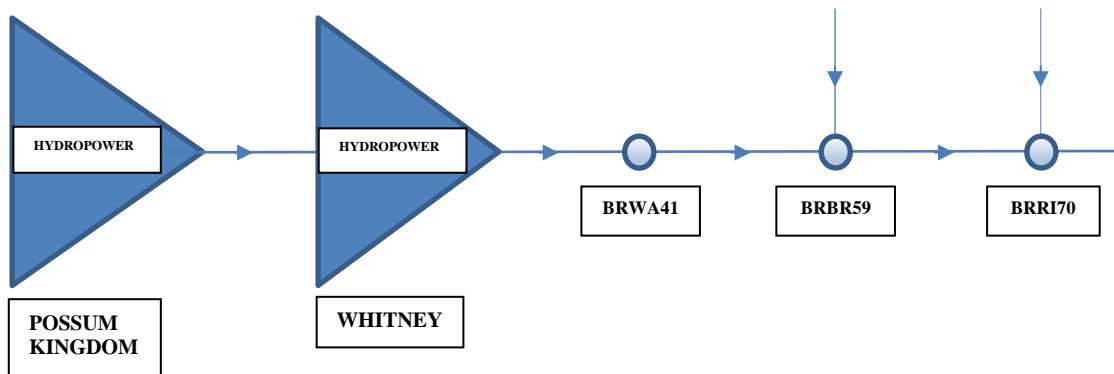 HYDROPOWER
HYDROPOWER
BRWA41
BRBR59
BRRI70
POSSUM
KINGDOM
WHITNEY